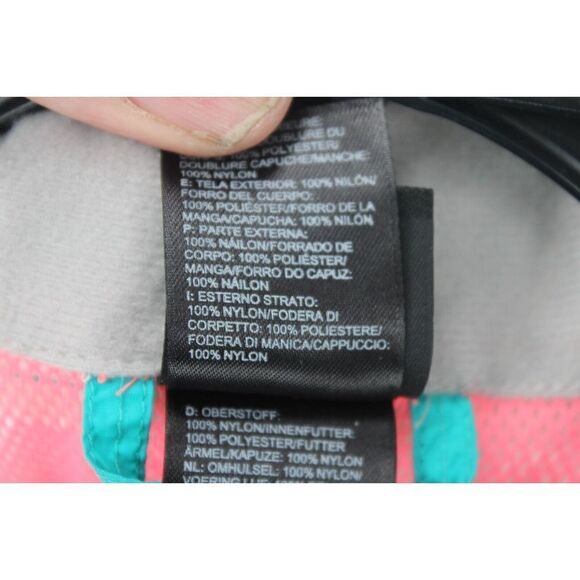 DOUBLURE DU
100% POLYESTER/
DOUBLURE CAPUCHE/MANCHE:
100% NYLON
E: TELA EXTERIOR: 100% NILÓN/
FORRO DEL CUERPO:
100% POLIÉSTER/FORRO DE LA
MANGA/CAPUCHA: 100% NILÓN
P: PARTE EXTERNA:
100% NÁILON/FORRADO DE
CORPO: 100% POLIÉSTER/
MANGA/FORRO DO CAPUZ:
100% NÁILON
I: ESTERNO STRATO:
100% NYLON/FODERA DI
CORPETTO: 100% POLIESTERE/
FODERA DI MANICA/CAPPUCCIO:
100% NYLON
D: OBERSTOFF:
100% NYLON/INNENFUTTER:
100% POLYESTER/FUTTER
ÄRMEL/KAPUZE: 100% NYLON
NL: OMHULSEL: 100% NYLON/
VOERING LIJF: